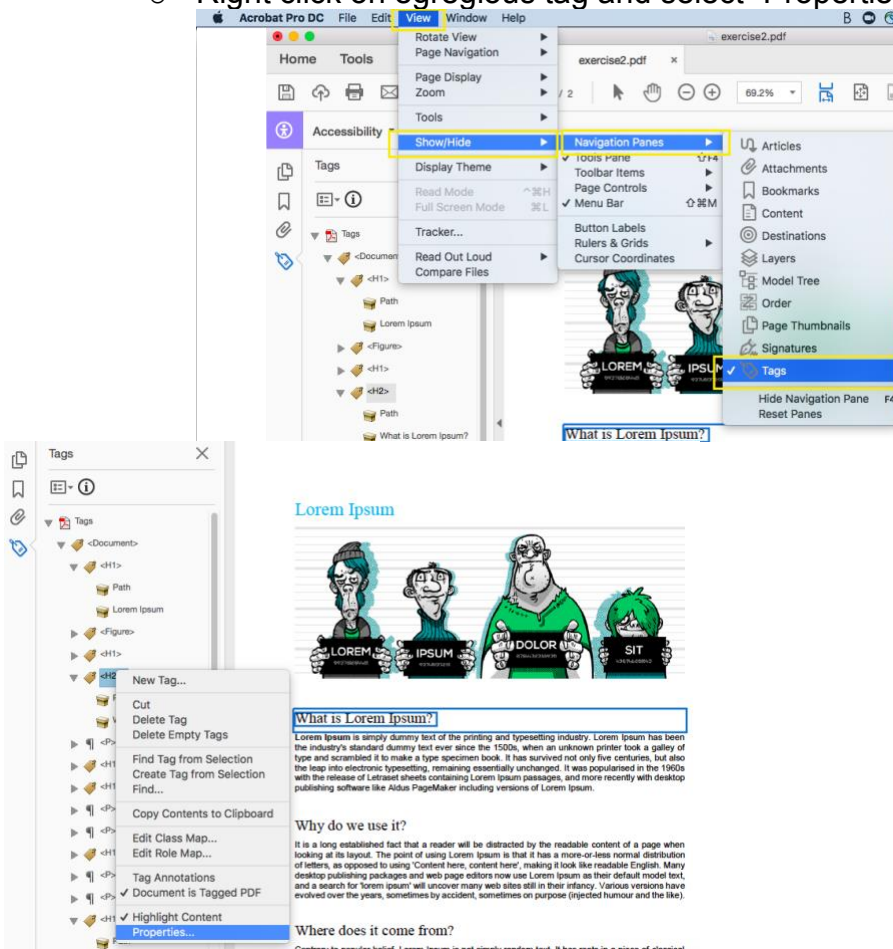 Right click on egregious tag and select
Acrobat Pro DC File Edit View Window Help
exercise2.pdf
Home Tools
exercise2.pdf ×
/ 2
69.2%
Accessibility
Tags
Rotate View
Page Navigation
Page Display
Zoom
Tools
Show/Hide
Display Theme
Read Mode ^⌘H
Full Screen Mode ⌘L
Tracker...
Read Out Loud
Compare Files
Navigation Panes
✓ Tools Pane ⇧F4
Toolbar Items
Page Controls
✓ Menu Bar ⇧⌘M
Button Labels
Rulers & Grids
Cursor Coordinates
Articles
Attachments
Bookmarks
Content
Destinations
Layers
Model Tree
Order
Page Thumbnails
Signatures
✓ Tags
Hide Navigation Pane F4
Reset Panes
Tags
<Documen
<H1>
Path
Lorem Ipsum
<Figure>
<H1>
<H2>
Path
What is Lorem Ipsum?
LOREM
IPSUM
What is Lorem Ipsum?
Tags
Tags
<Document>
<H1>
Path
Lorem Ipsum
<Figure>
<H1>
<H2
<P>
<H1
<H1
<P>
<P>
<H1
<P>
<P>
<H1
New Tag...
Cut
Delete Tag
Delete Empty Tags
Find Tag from Selection
Create Tag from Selection
Find...
Copy Contents to Clipboard
Edit Class Map...
Edit Role Map...
Tag Annotations
✓ Document is Tagged PDF
✓ Highlight Content
Properties...
Lorem Ipsum
LOREM
IPSUM
DOLOR
SIT
What is Lorem Ipsum?
Lorem Ipsum is simply dummy text of the printing and typesetting industry. Lorem Ipsum has been
the industry's standard dummy text ever since the 1500s, when an unknown printer took a galley of
type and scrambled it to make a type specimen book. It has survived not only five centuries, but also
the leap into electronic typesetting, remaining essentially unchanged. It was popularised in the 1960s
with the release of Letraset sheets containing Lorem Ipsum passages, and more recently with desktop
publishing software like Aldus PageMaker including versions of Lorem Ipsum.
Why do we use it?
It is a long established fact that a reader will be distracted by the readable content of a page when
looking at its layout. The point of using Lorem Ipsum is that it has a more-or-less normal distribution
of letters, as opposed to using 'Content here, content here', making it look like readable English. Many
desktop publishing packages and web page editors now use Lorem Ipsum as their default model text,
and a search for 'lorem ipsum' will uncover many web sites still in their infancy. Various versions have
evolved over the years, sometimes by accident, sometimes on purpose (injected humour and the like).
Where does it come from?